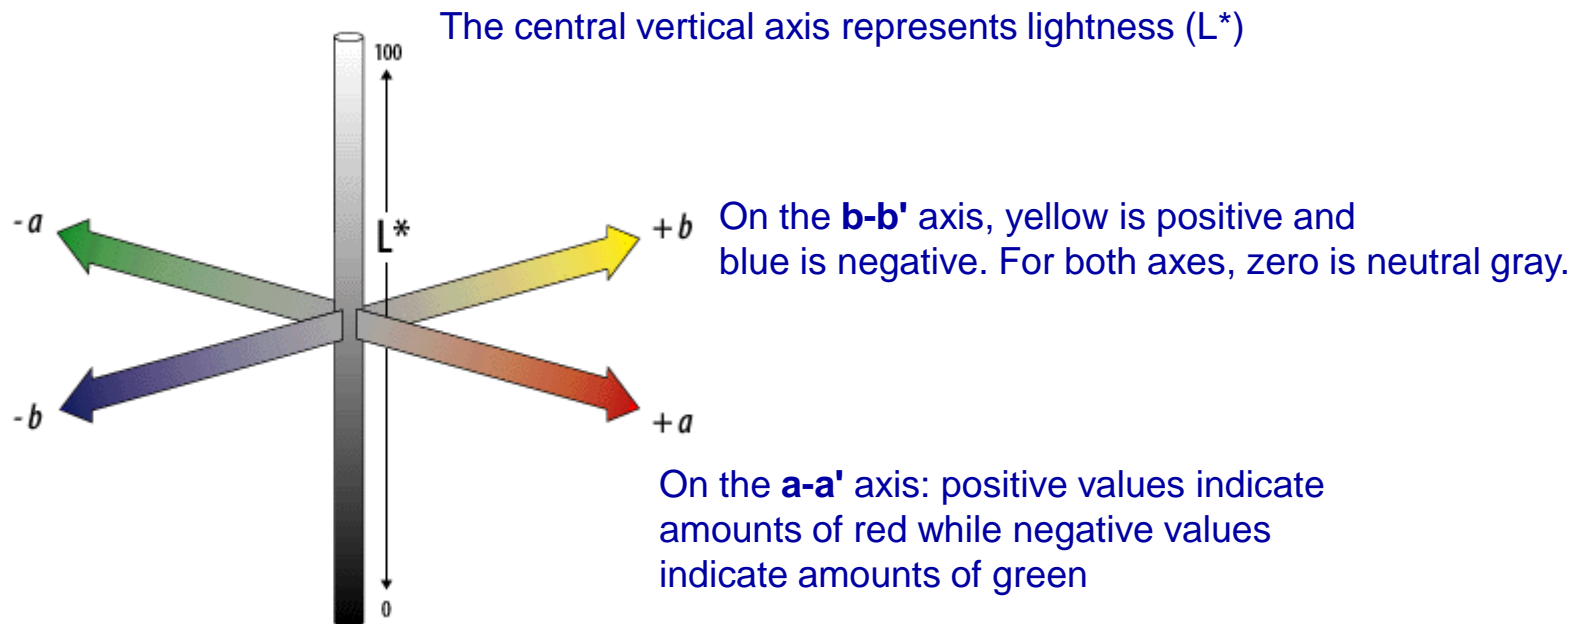 The central vertical axis represents lightness (L*)
100
-a
L*
+b
On the b-b' axis, yellow is positive and
blue is negative. For both axes, zero is neutral gray.
-b
+a
On the a-a' axis: positive values indicate
amounts of red while negative values
indicate amounts of green
0